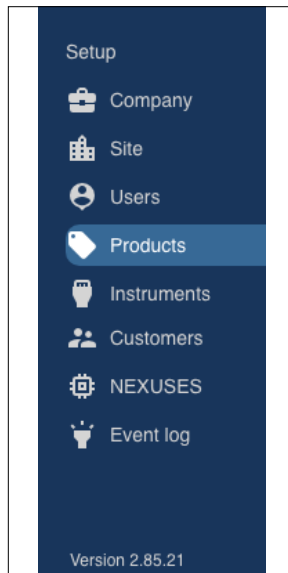 Setup
Company
Site
Users
Products
Instruments
Customers
NEXUSES
Event log
Version 2.85.21